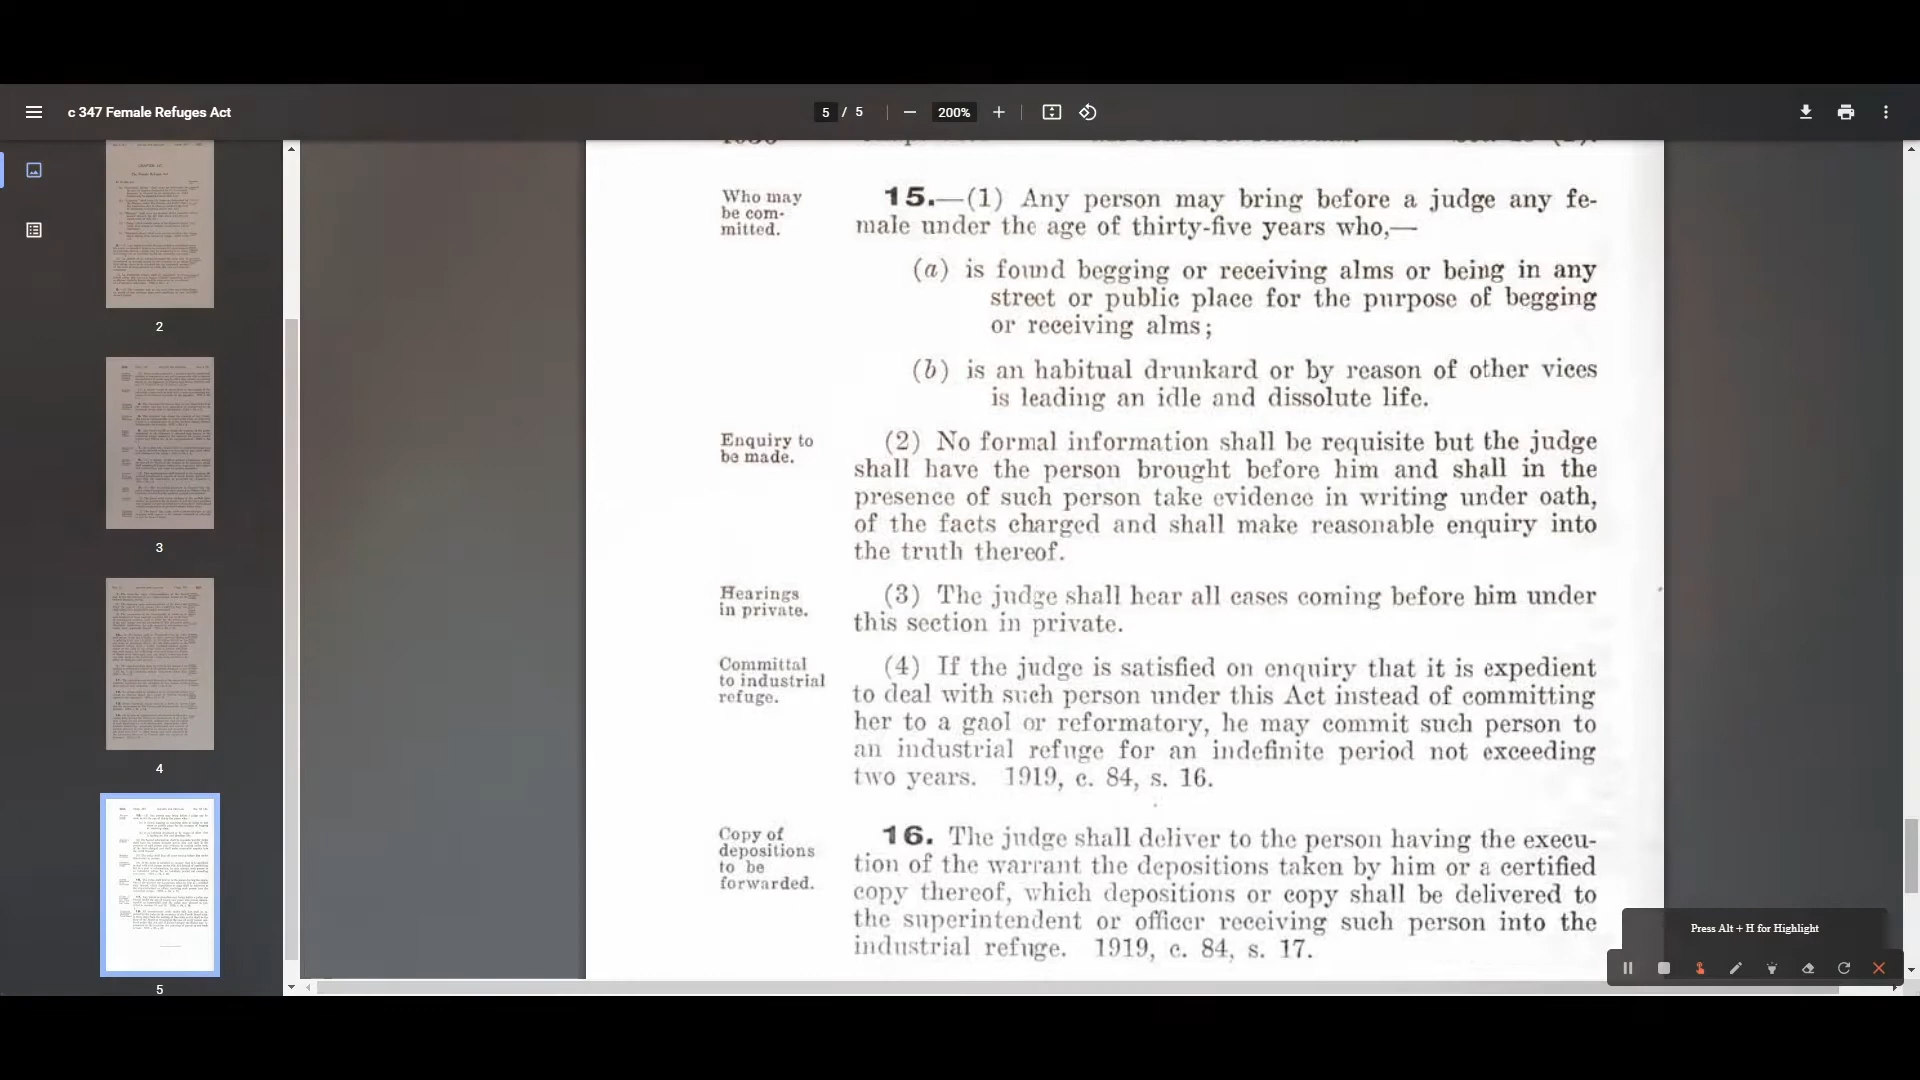 c 347 Female Refuges Act
5 / 5
200%
2
3
4
5
Who may
be com-
mitted.
15.—(1) Any person may bring before a judge any fe-
male under the age of thirty-five years who,—
(a) is found begging or receiving alms or being in any
street or public place for the purpose of begging
or receiving alms;
(b) is an habitual drunkard or by reason of other vices
is leading an idle and dissolute life.
Enquiry to
be made.
(2) No formal information shall be requisite but the judge
shall have the person brought before him and shall in the
presence of such person take evidence in writing under oath,
of the facts charged and shall make reasonable enquiry into
the truth thereof.
Hearings
in private.
(3) The judge shall hear all cases coming before him under
this section in private.
Committal
to industrial
refuge.
(4) If the judge is satisfied on enquiry that it is expedient
to deal with such person under this Act instead of committing
her to a gaol or reformatory, he may commit such person to
an industrial refuge for an indefinite period not exceeding
two years. 1919, c. 84, s. 16.
Copy of
depositions
to be
forwarded.
16. The judge shall deliver to the person having the execu-
tion of the warrant the depositions taken by him or a certified
copy thereof, which depositions or copy shall be delivered to
the superintendent or officer receiving such person into the
industrial refuge. 1919, c. 84, s. 17.
Press Alt + H for Highlight